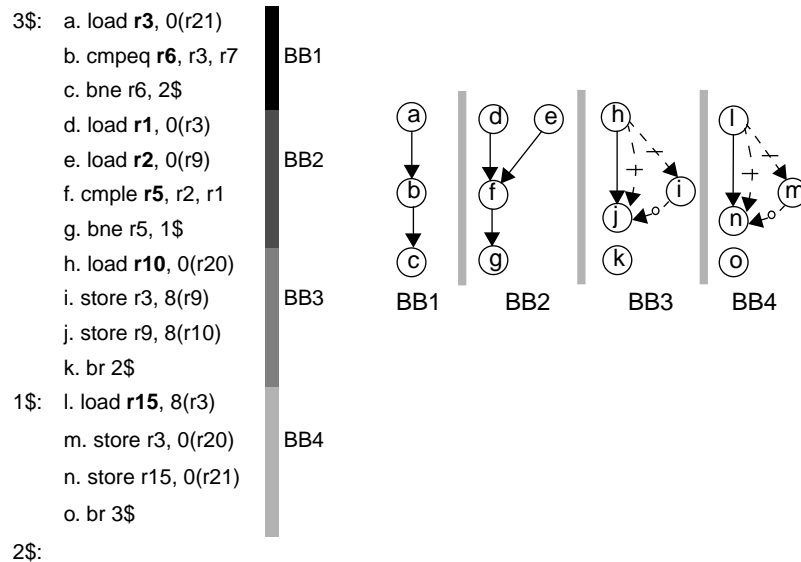 3$: a. load r3, 0(r21)
b. cmpeq r6, r3, r7
c. bne r6, 2$
BB1
d. load r1, 0(r3)
e. load r2, 0(r9)
f. cmple r5, r2, r1
g. bne r5, 1$
BB2
h. load r10, 0(r20)
i. store r3, 8(r9)
j. store r9, 8(r10)
k. br 2$
BB3
1$: l. load r15, 8(r3)
m. store r3, 0(r20)
n. store r15, 0(r21)
o. br 3$
BB4
2$:
a d e h l
b f i m
j n
c g k o
BB1 BB2 BB3 BB4